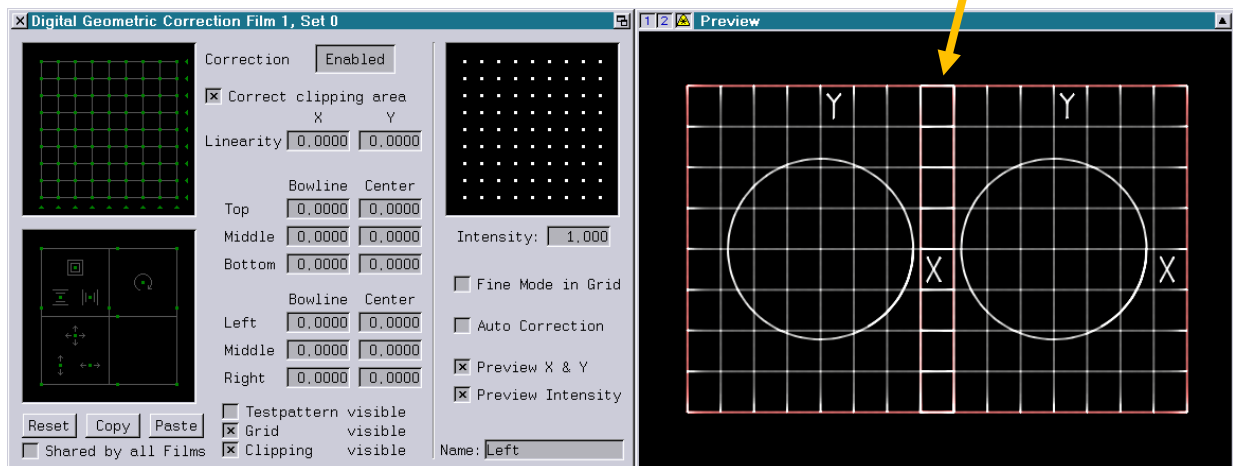 Digital Geometric Correction Film 1, Set 0
Correction Enabled
Correct clipping area
X Y
Linearity 0.0000 0.0000
Bowline Center
Top 0.0000 0.0000
Middle 0.0000 0.0000
Bottom 0.0000 0.0000
Bowline Center
Left 0.0000 0.0000
Middle 0.0000 0.0000
Right 0.0000 0.0000
Testpattern visible
Grid visible
Clipping visible
Reset Copy Paste
Shared by all Films
Intensity: 1.000
Fine Mode in Grid
Auto Correction
Preview X & Y
Preview Intensity
Name: Left
1 2 Preview
Y Y
X X